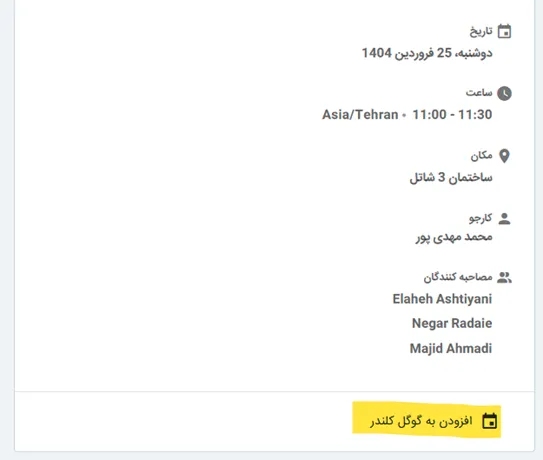 تاریخ
دوشنبه، 25 فروردین 1404
ساعت
11:00 - 11:30 • Asia/Tehran
مکان
ساختمان 3 شاتل
کارجو
محمد مهدی پور
مصاحبه کنندگان
Elaheh Ashtiyani
Negar Radaie
Majid Ahmadi
افزودن به گوگل کلندر